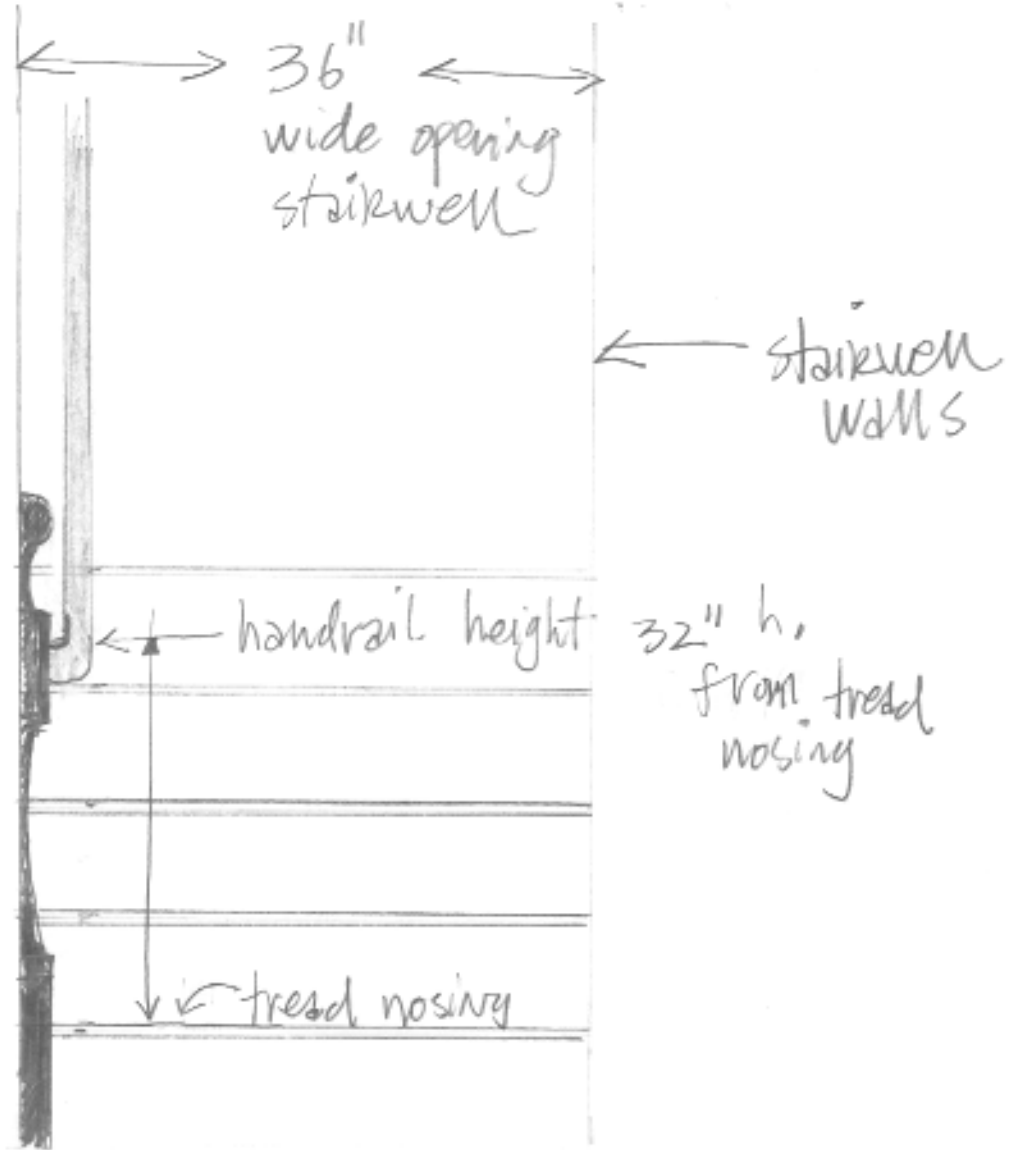 36"
wide opening
stairwell
stairwell
walls
handrail height 32" h.
from tread
nosing
tread nosing